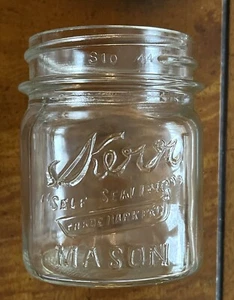 Kerr
"SELF SEALING"
TRADE MARK REG.
MASON